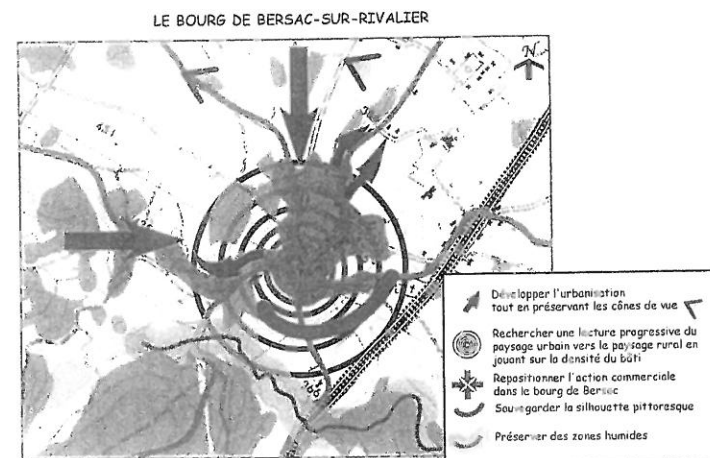 LE BOURG DE BERSAC-SUR-RIVALIER
N
431
366
Développer l'urbanisation
tout en préservant les cônes de vue
Rechercher une lecture progressive du
paysage urbain vers le paysage rural en
jouant sur la densité du bâti
Repositionner l'action commerciale
dans le bourg de Bersac
Sauvegarder la silhouette pittoresque
Préserver des zones humides